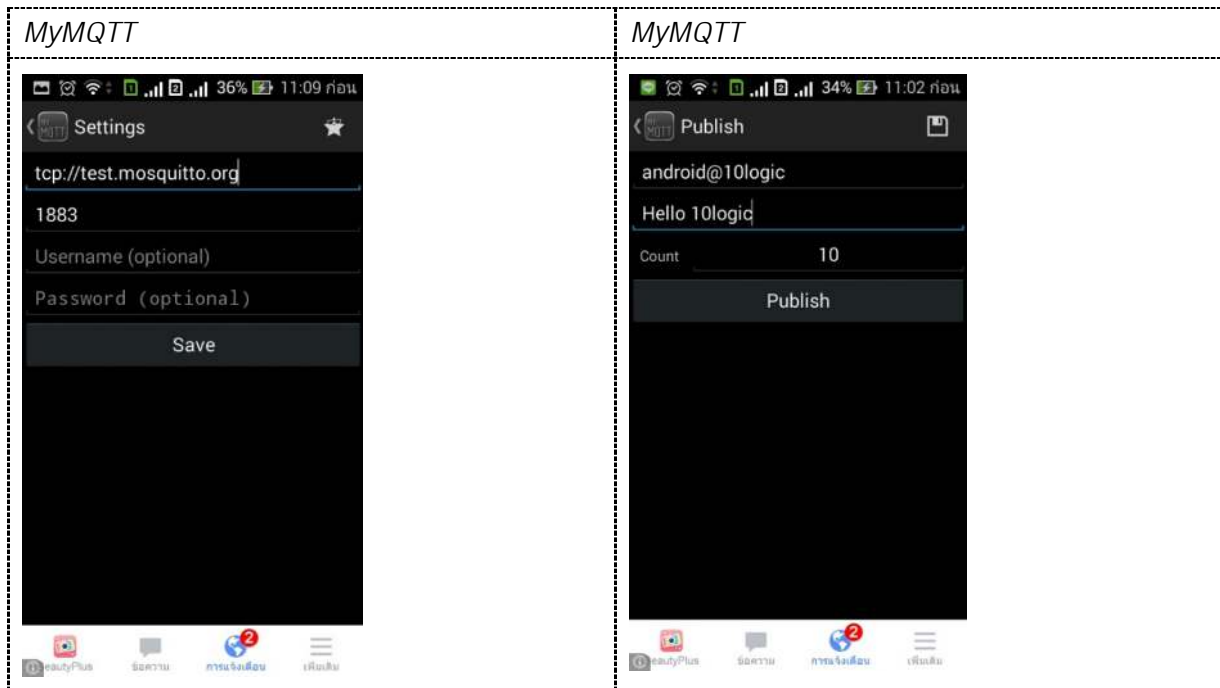 MyMQTT
36% 11:09 ก่อน
Settings
tcp://test.mosquitto.org
1883
Username (optional)
Password (optional)
Save
eautyPlus ข้อความ การแจ้งเตือน 2 เพิ่มเติม
MyMQTT
34% 11:02 ก่อน
Publish
android@10logic
Hello 10logic
Count 10
Publish
eautyPlus ข้อความ การแจ้งเตือน 2 เพิ่มเติม